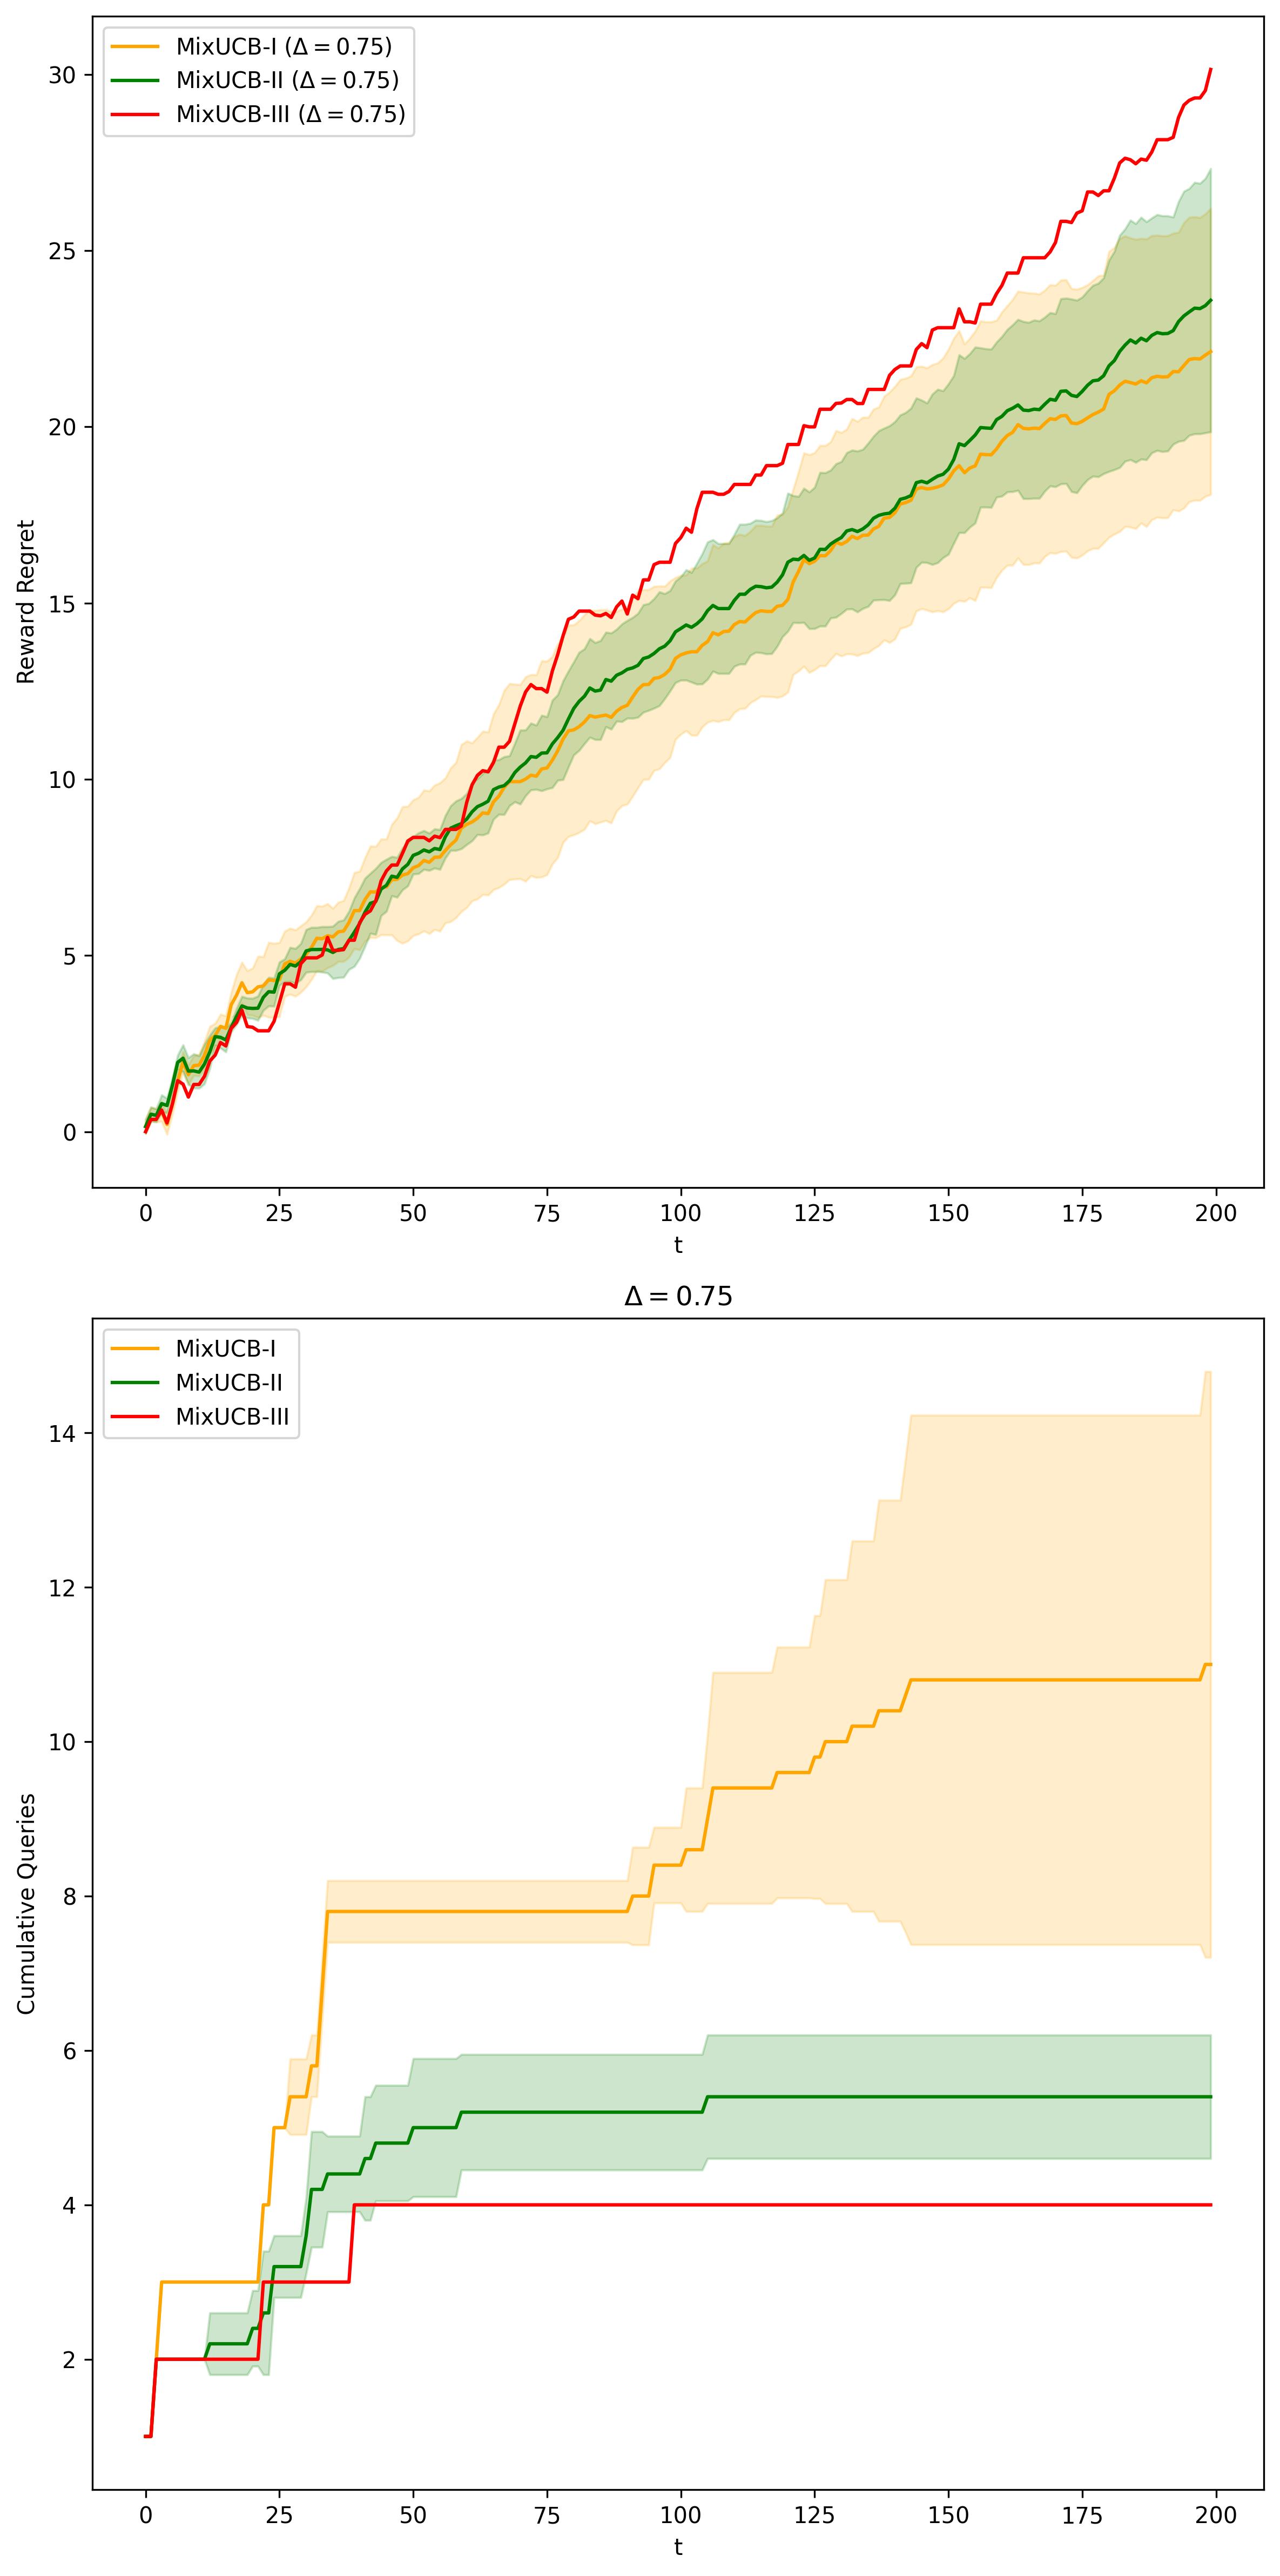 MixUCB-I (Δ = 0.75)
MixUCB-II (Δ = 0.75)
MixUCB-III (Δ = 0.75)
30
25
20
15
10
5
0
Reward Regret
0 25 50 75 100 125 150 175 200
t
Δ = 0.75
MixUCB-I
MixUCB-II
MixUCB-III
14
12
10
8
6
4
2
Cumulative Queries
0 25 50 75 100 125 150 175 200
t